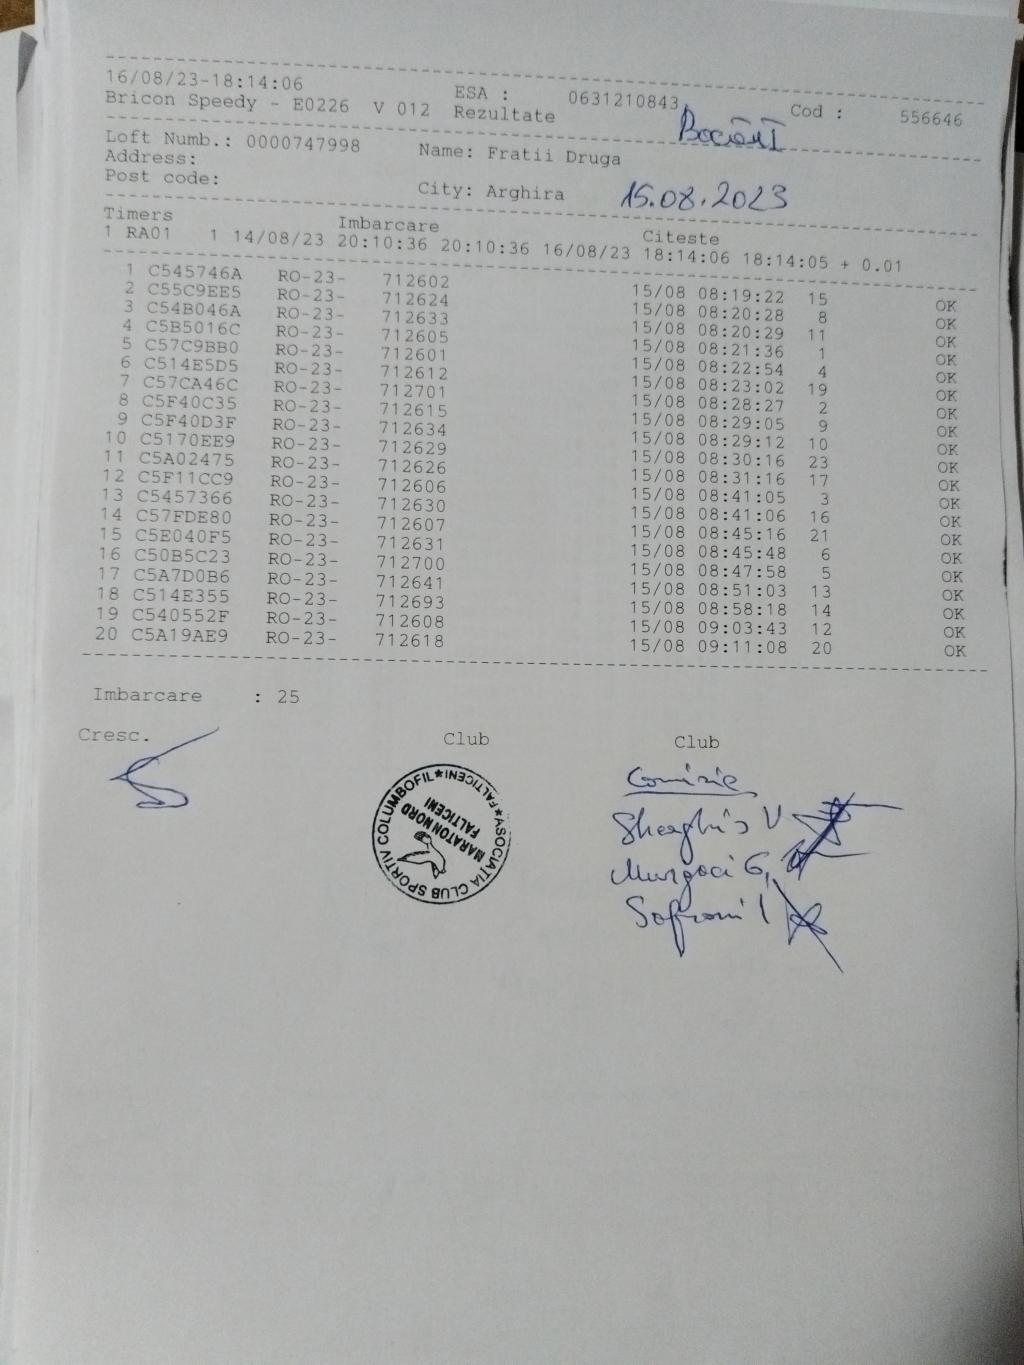 16/08/23-18:14:06 ESA : 0631210843 Cod : 556646
Bricon Speedy - E0226 V 012 Rezultate
Loft Numb.: 0000747998 Name: Fratii Druga
Address:
Post code: City: Arghira 15.08.2023
Timers Imbarcare Citeste
1 RA01 1 14/08/23 20:10:36 20:10:36 16/08/23 18:14:06 18:14:05 + 0.01
1 C545746A RO-23- 712602 15/08 08:19:22 15 OK
2 C55C9EE5 RO-23- 712624 15/08 08:20:28 8 OK
3 C54B046A RO-23- 712633 15/08 08:20:29 11 OK
4 C5B5016C RO-23- 712605 15/08 08:21:36 1 OK
5 C57C9BB0 RO-23- 712601 15/08 08:22:54 4 OK
6 C514E5D5 RO-23- 712612 15/08 08:23:02 19 OK
7 C57CA46C RO-23- 712701 15/08 08:28:27 2 OK
8 C5F40C35 RO-23- 712615 15/08 08:29:05 9 OK
9 C5F40D3F RO-23- 712634 15/08 08:29:12 10 OK
10 C5170EE9 RO-23- 712629 15/08 08:30:16 23 OK
11 C5A02475 RO-23- 712626 15/08 08:31:16 17 OK
12 C5F11CC9 RO-23- 712606 15/08 08:41:05 3 OK
13 C5457366 RO-23- 712630 15/08 08:41:06 16 OK
14 C57FDE80 RO-23- 712607 15/08 08:45:16 21 OK
15 C5E040F5 RO-23- 712631 15/08 08:45:48 6 OK
16 C50B5C23 RO-23- 712700 15/08 08:47:58 5 OK
17 C5A7D0B6 RO-23- 712641 15/08 08:51:03 13 OK
18 C514E355 RO-23- 712693 15/08 08:58:18 14 OK
19 C540552F RO-23- 712608 15/08 09:03:43 12 OK
20 C5A19AE9 RO-23- 712618 15/08 09:11:08 20 OK
Imbarcare : 25
Cresc. Club Club
ASOCIATIA CLUB SPORTIV COLUMBOFIL*FALTICENI*
MARATON NORD
FALTICENI
Comisie
Gheaghis V
Murgoci G,
Sofroni I